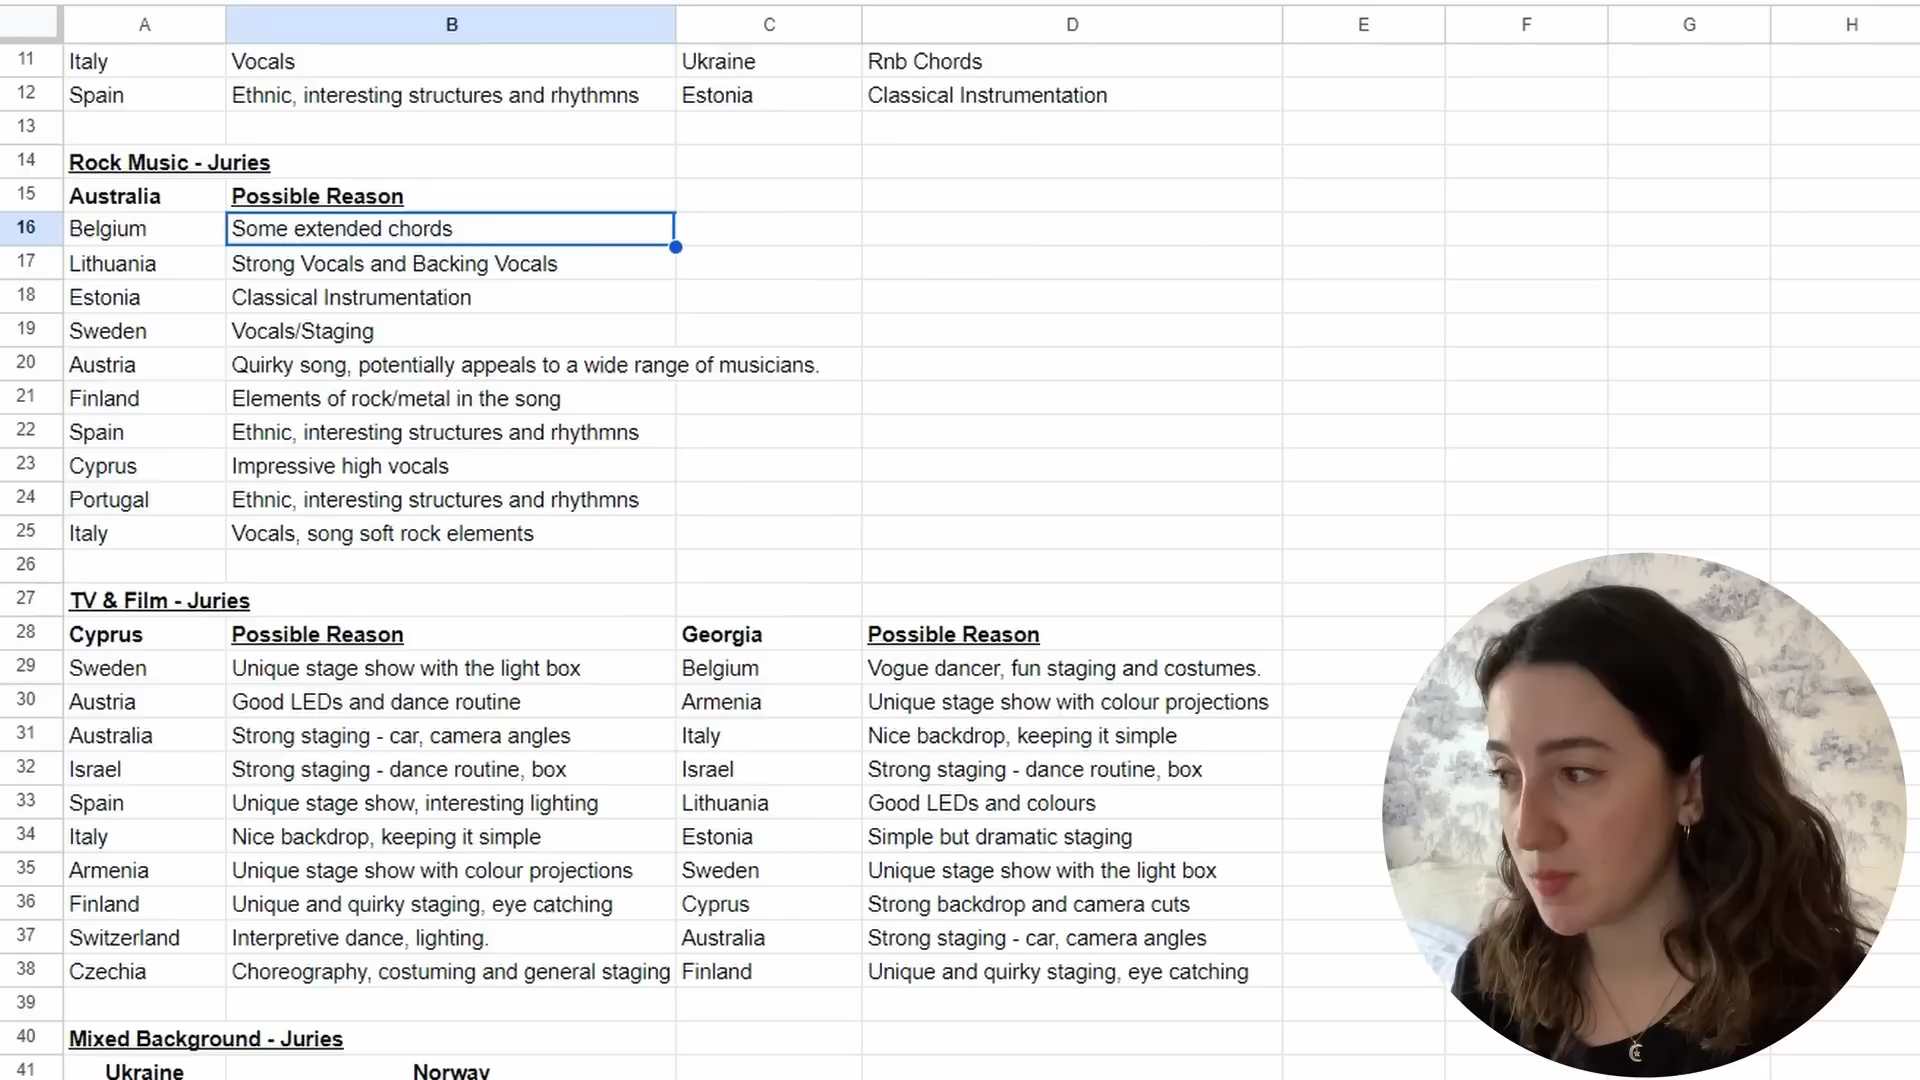 A B C D E F G H
11 Italy Vocals Ukraine Rnb Chords
12 Spain Ethnic, interesting structures and rhythmns Estonia Classical Instrumentation
13
14 Rock Music - Juries
15 Australia Possible Reason
16 Belgium Some extended chords
17 Lithuania Strong Vocals and Backing Vocals
18 Estonia Classical Instrumentation
19 Sweden Vocals/Staging
20 Austria Quirky song, potentially appeals to a wide range of musicians.
21 Finland Elements of rock/metal in the song
22 Spain Ethnic, interesting structures and rhythmns
23 Cyprus Impressive high vocals
24 Portugal Ethnic, interesting structures and rhythmns
25 Italy Vocals, song soft rock elements
26
27 TV & Film - Juries
28 Cyprus Possible Reason Georgia Possible Reason
29 Sweden Unique stage show with the light box Belgium Vogue dancer, fun staging and costumes.
30 Austria Good LEDs and dance routine Armenia Unique stage show with colour projections
31 Australia Strong staging - car, camera angles Italy Nice backdrop, keeping it simple
32 Israel Strong staging - dance routine, box Israel Strong staging - dance routine, box
33 Spain Unique stage show, interesting lighting Lithuania Good LEDs and colours
34 Italy Nice backdrop, keeping it simple Estonia Simple but dramatic staging
35 Armenia Unique stage show with colour projections Sweden Unique stage show with the light box
36 Finland Unique and quirky staging, eye catching Cyprus Strong backdrop and camera cuts
37 Switzerland Interpretive dance, lighting. Australia Strong staging - car, camera angles
38 Czechia Choreography, costuming and general staging Finland Unique and quirky staging, eye catching
39
40 Mixed Background - Juries
41 Ukraine Norway